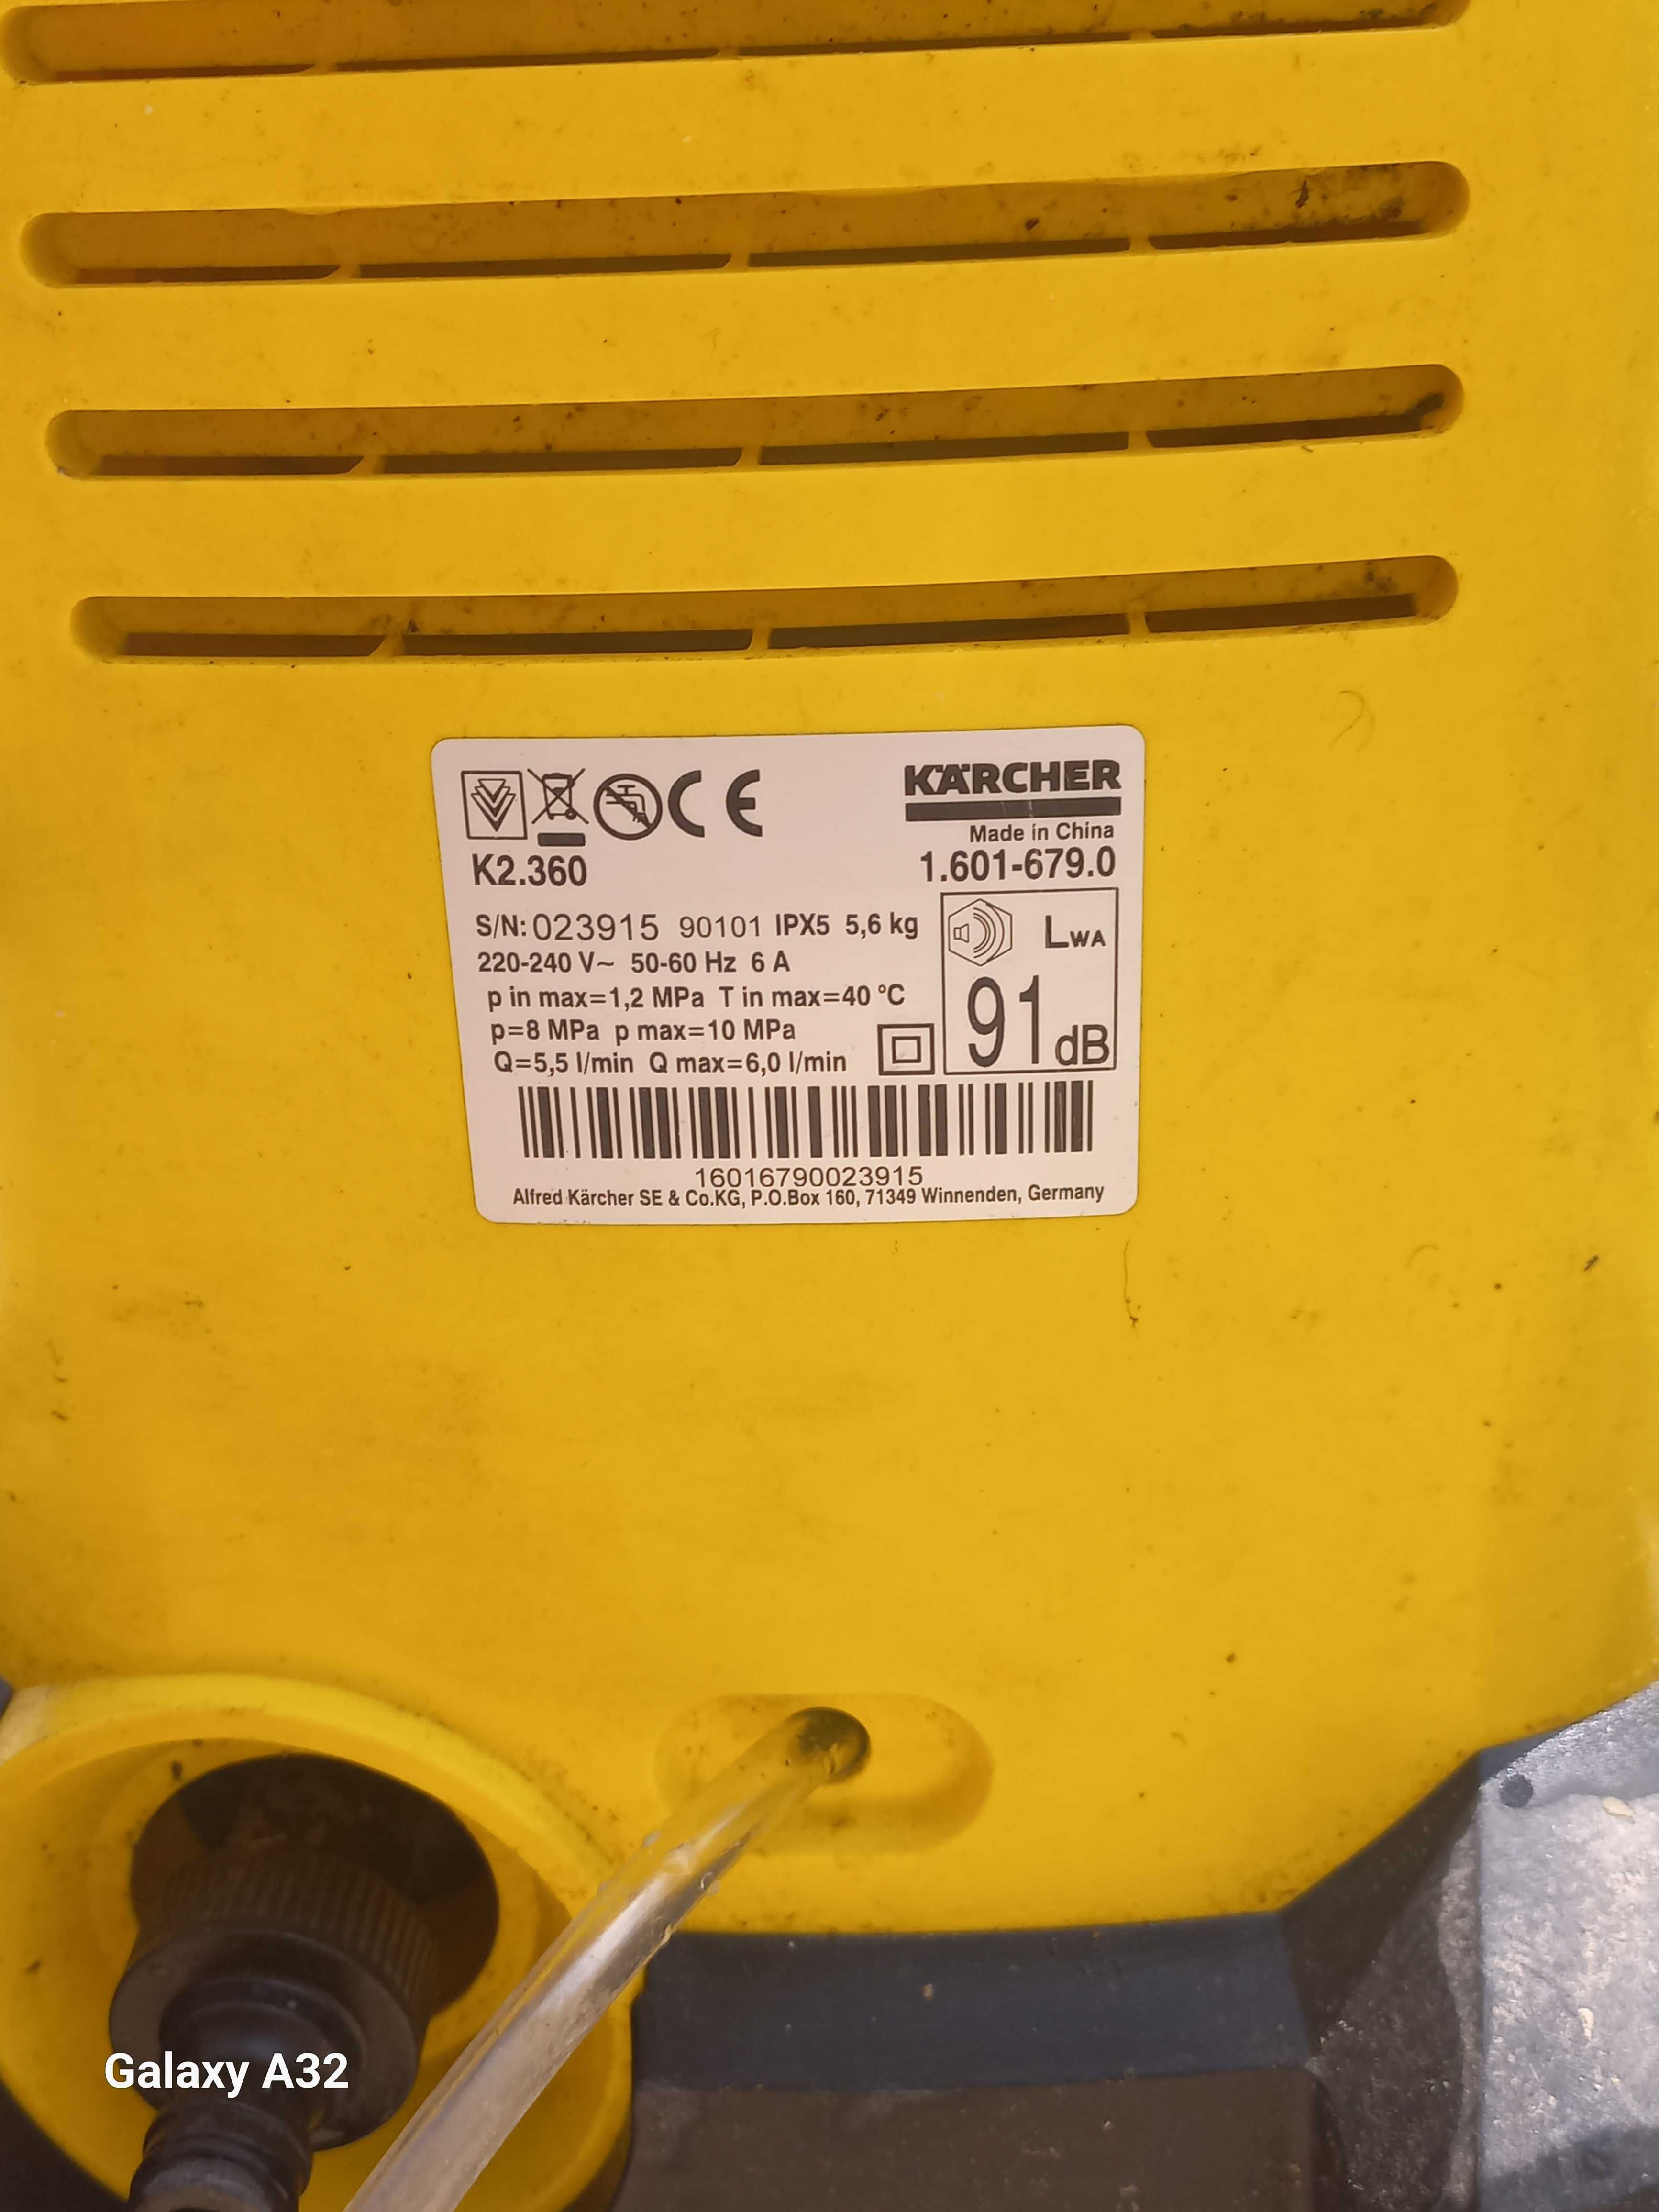 CE
KÄRCHER
Made in China
K2.360
1.601-679.0
S/N: 023915 90101 IPX5 5,6 kg
220-240 V~ 50-60 Hz 6 A
p in max=1,2 MPa T in max=40 °C
p=8 MPa p max=10 MPa
Q=5,5 l/min Q max=6,0 l/min
LWA
91 dB
16016790023915
Alfred Kärcher SE & Co.KG, P.O.Box 160, 71349 Winnenden, Germany
Galaxy A32